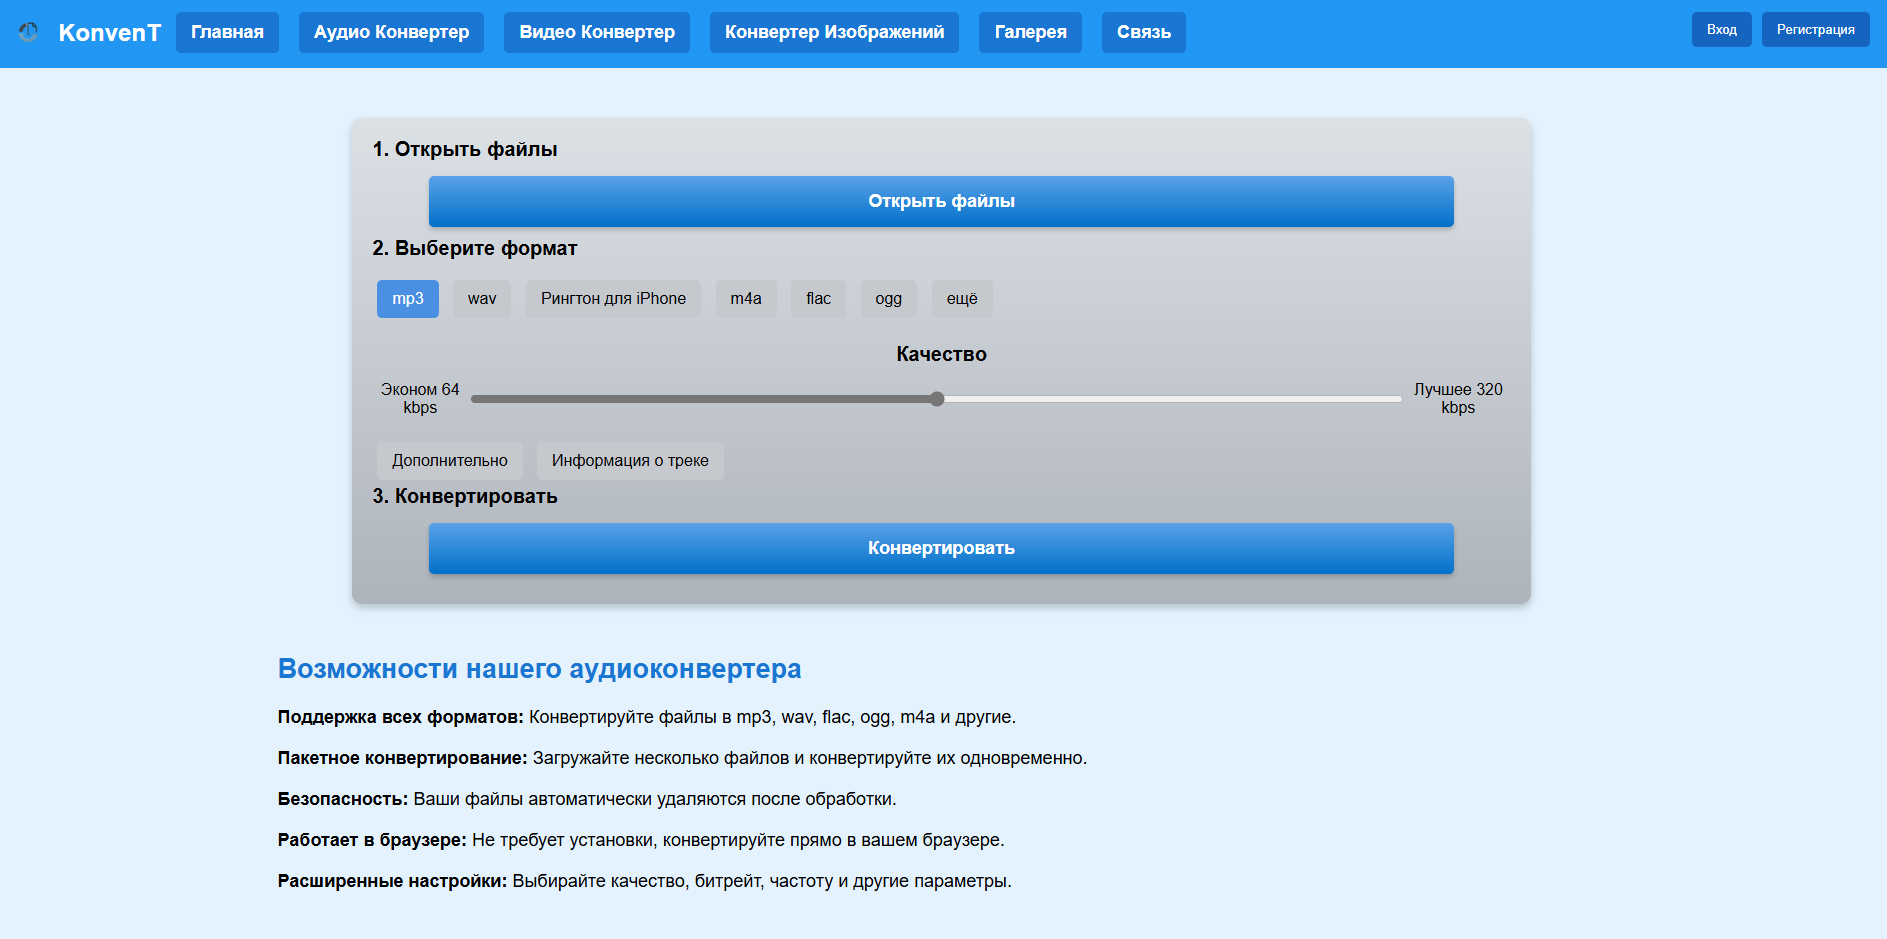 KonvenT Главная Аудио Конвертер Видео Конвертер Конвертер Изображений Галерея Связь Вход Регистрация
1. Открыть файлы
Открыть файлы
2. Выберите формат
mp3 wav Рингтон для iPhone m4a flac ogg ещё
Качество
Эконом 64 kbps
Лучшее 320 kbps
Дополнительно Информация о треке
3. Конвертировать
Конвертировать
Возможности нашего аудиоконвертера
Поддержка всех форматов: Конвертируйте файлы в mp3, wav, flac, ogg, m4a и другие.
Пакетное конвертирование: Загружайте несколько файлов и конвертируйте их одновременно.
Безопасность: Ваши файлы автоматически удаляются после обработки.
Работает в браузере: Не требует установки, конвертируйте прямо в вашем браузере.
Расширенные настройки: Выбирайте качество, битрейт, частоту и другие параметры.